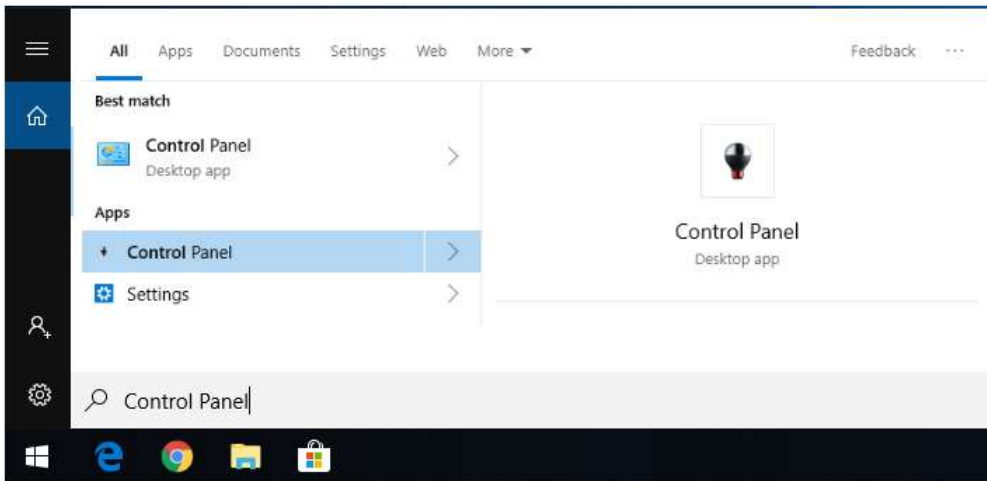 All Apps Documents Settings Web More Feedback ...
Best match
Control Panel
Desktop app
Apps
Control Panel
Settings
Control Panel
Desktop app
Control Panel